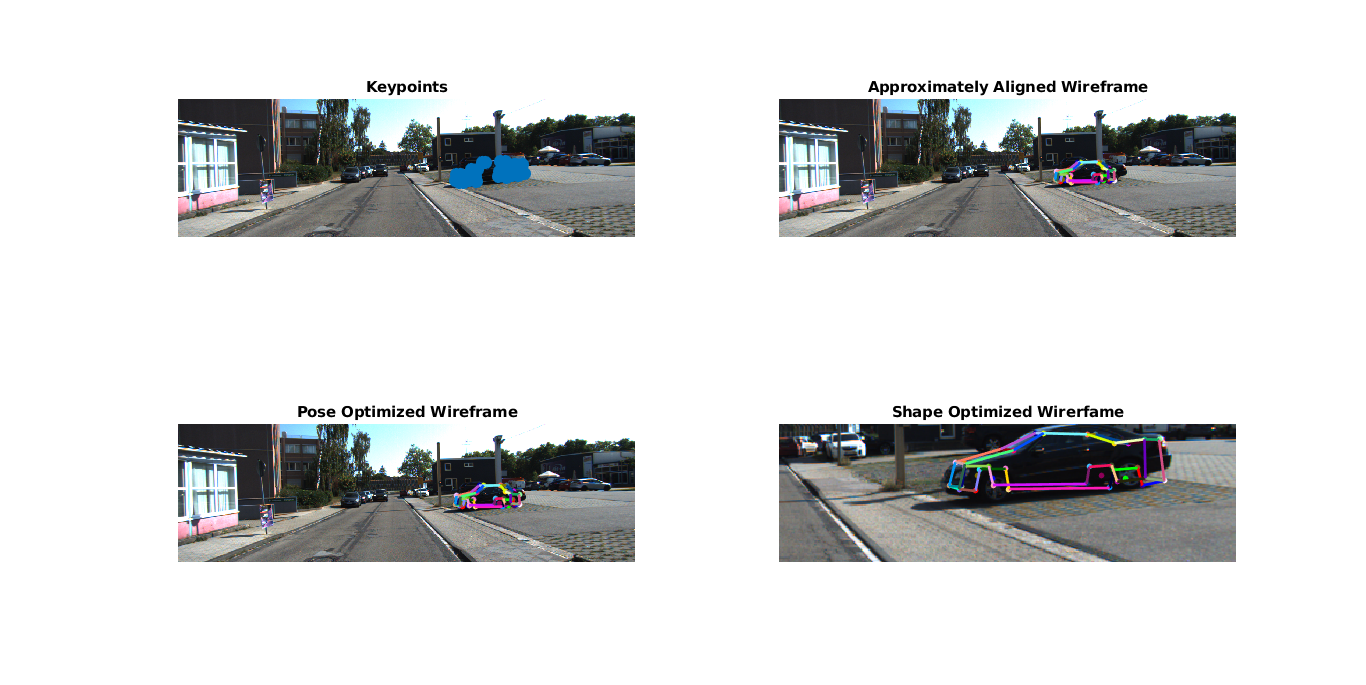 Keypoints
Approximately Aligned Wireframe
Pose Optimized Wireframe
Shape Optimized Wirerfame